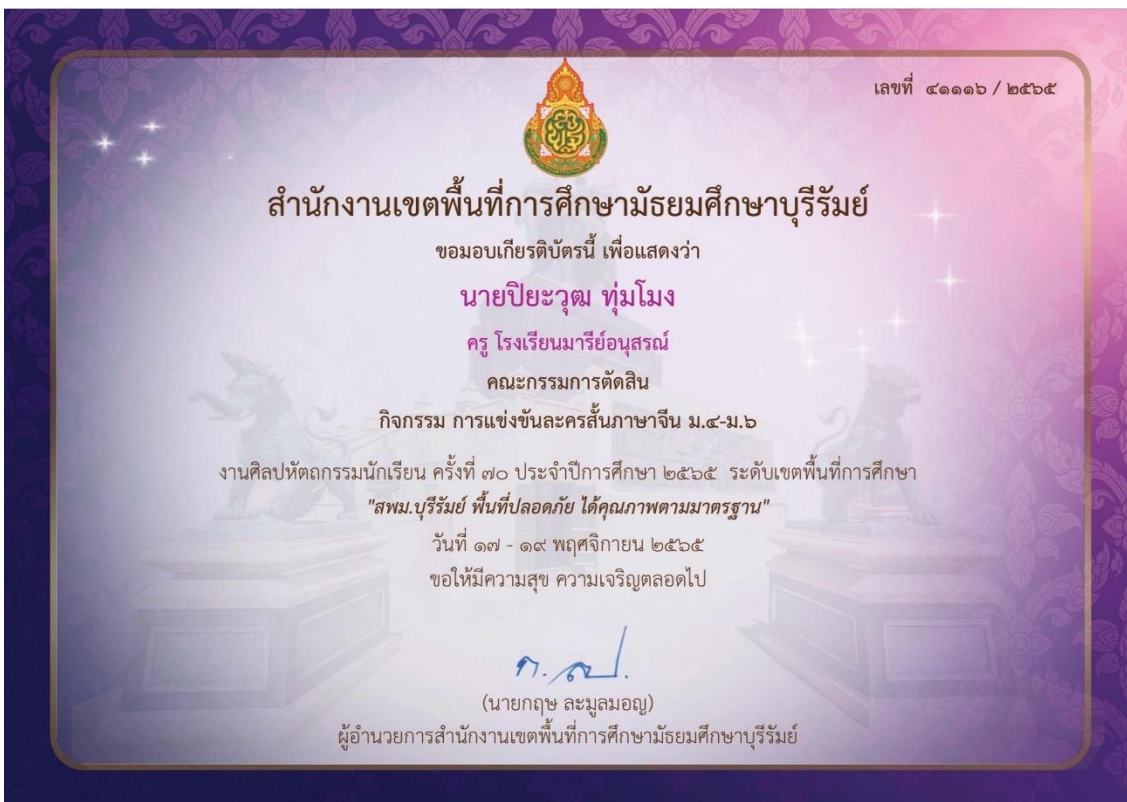 เลขที่ ๔๑๑๑๖ / ๒๕๖๕
สำนักงานเขตพื้นที่การศึกษามัธยมศึกษาบุรีรัมย์
ขอมอบเกียรติบัตรนี้ เพื่อแสดงว่า
นายปิยะวุฒ ทุ่มโมง
ครู โรงเรียนมารีย์อนุสรณ์
คณะกรรมการตัดสิน
กิจกรรม การแข่งขันละครสั้นภาษาจีน ม.๔-ม.๖
งานศิลปหัตถกรรมนักเรียน ครั้งที่ ๗๐ ประจำปีการศึกษา ๒๕๖๕ ระดับเขตพื้นที่การศึกษา
"สพม.บุรีรัมย์ พื้นที่ปลอดภัย ได้คุณภาพตามมาตรฐาน"
วันที่ ๑๗ - ๑๙ พฤศจิกายน ๒๕๖๕
ขอให้มีความสุข ความเจริญตลอดไป
(นายกฤษ ละมูลมอญ)
ผู้อำนวยการสำนักงานเขตพื้นที่การศึกษามัธยมศึกษาบุรีรัมย์